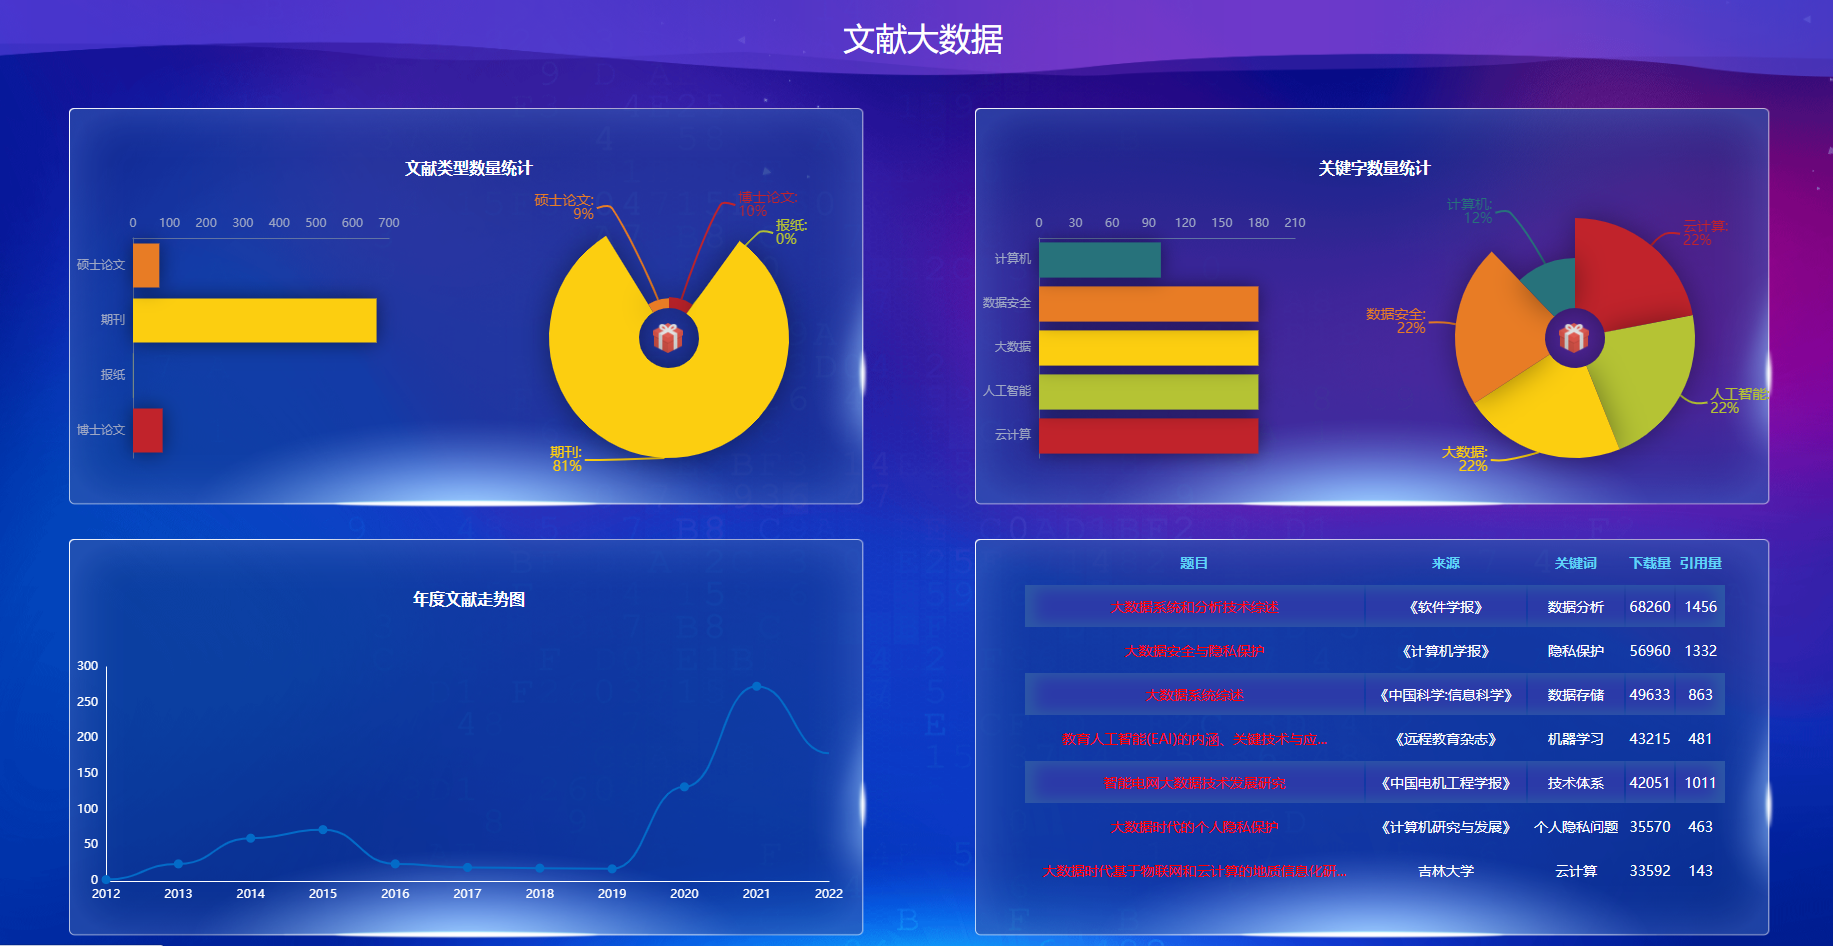 文献大数据
文献类型数量统计
0 100 200 300 400 500 600 700
硕士论文
期刊
报纸
博士论文
硕士论文:
9%
博士论文:
10%
报纸:
0%
期刊:
81%
关键字数量统计
0 30 60 90 120 150 180 210
计算机
数据安全
大数据
人工智能
云计算
计算机:
12%
云计算:
22%
数据安全:
22%
人工智能:
22%
大数据:
22%
年度文献走势图
300
250
200
150
100
50
0
2012 2013 2014 2015 2016 2017 2018 2019 2020 2021 2022
题目 来源 关键词 下载量 引用量
大数据系统和分析技术综述 《软件学报》 数据分析 68260 1456
大数据安全与隐私保护 《计算机学报》 隐私保护 56960 1332
大数据系统综述 《中国科学:信息科学》 数据存储 49633 863
教育人工智能(EAI)的内涵、关键技术与应... 《远程教育杂志》 机器学习 43215 481
智能电网大数据技术发展研究 《中国电机工程学报》 技术体系 42051 1011
大数据时代的个人隐私保护 《计算机研究与发展》 个人隐私问题 35570 463
大数据时代基于物联网和云计算的地质信息化研... 吉林大学 云计算 33592 143